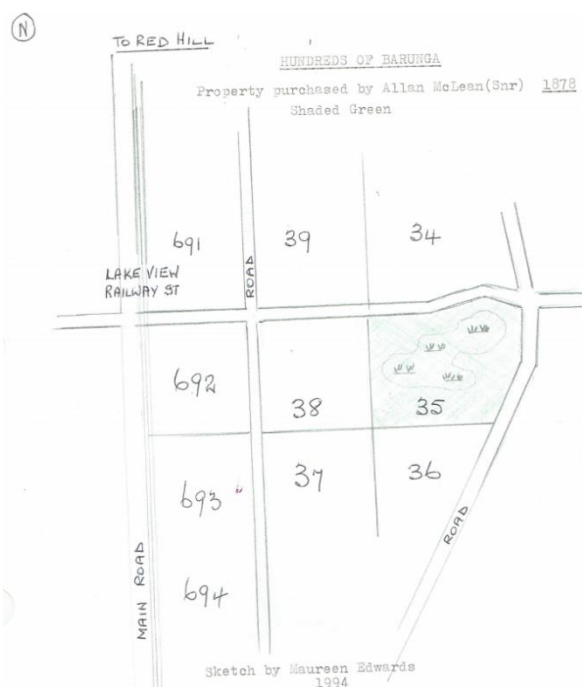 N
TO RED HILL
HUNDREDS OF BARUNGA
Property purchased by Allan McLean(Snr) 1878
Shaded Green
691
39
34
LAKE VIEW
RAILWAY ST
ROAD
692
38
35
693
37
36
694
MAIN ROAD
ROAD
Sketch by Maureen Edwards
1994